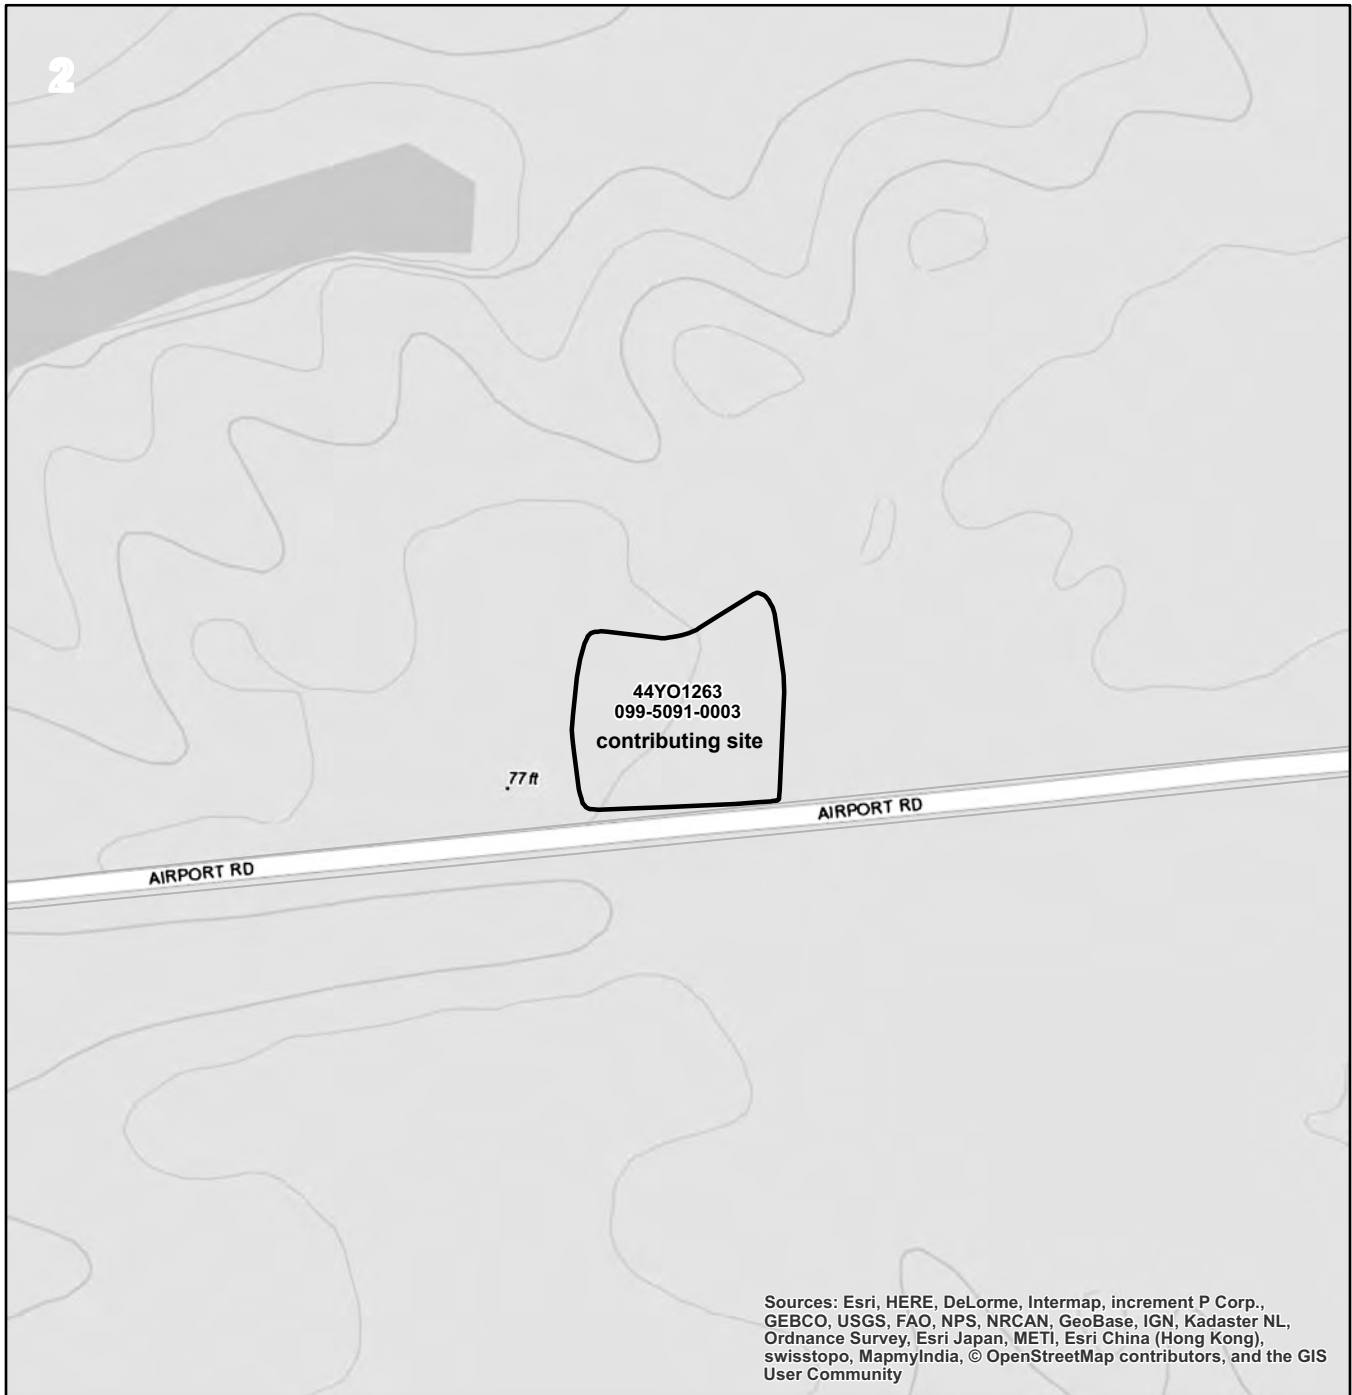 2
44YO1263
099-5091-0003
contributing site
77 ft
AIRPORT RD
AIRPORT RD
Sources: Esri, HERE, DeLorme, Intermap, increment P Corp.,
GEBCO, USGS, FAO, NPS, NRCAN, GeoBase, IGN, Kadaster NL,
Ordnance Survey, Esri Japan, METI, Esri China (Hong Kong),
swisstopo, MapmyIndia, © OpenStreetMap contributors, and the GIS
User Community